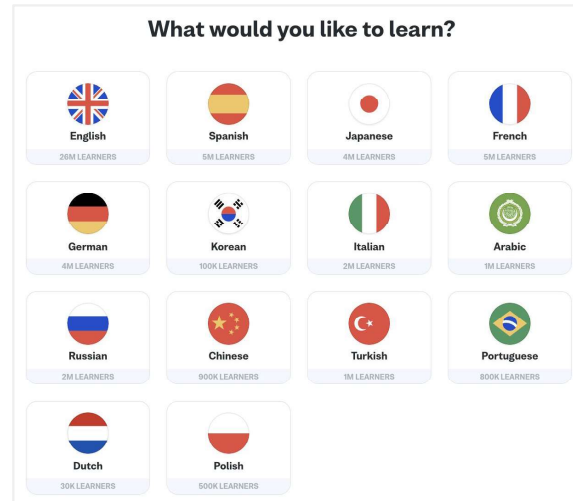 What would you like to learn?
English Spanish Japanese French
26M LEARNERS 5M LEARNERS 4M LEARNERS 5M LEARNERS
German Korean Italian Arabic
4M LEARNERS 100K LEARNERS 2M LEARNERS 1M LEARNERS
Russian Chinese Turkish Portuguese
2M LEARNERS 900K LEARNERS 1M LEARNERS 800K LEARNERS
Dutch Polish
30K LEARNERS 500K LEARNERS